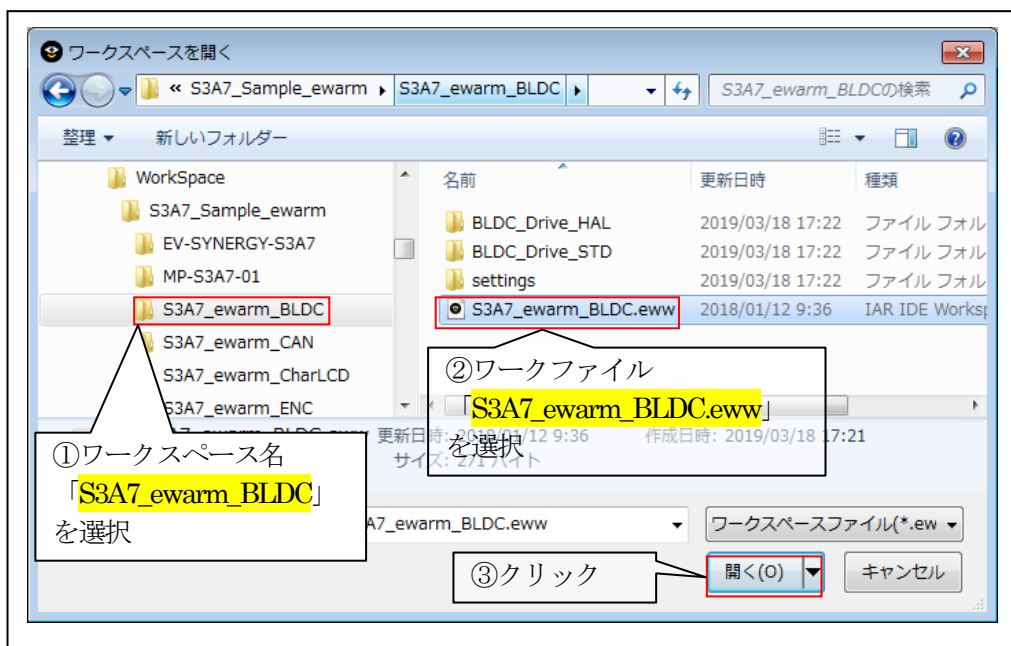 ワークスペースを開く
« S3A7_Sample_ewarm ▸ S3A7_ewarm_BLDC ▸
S3A7_ewarm_BLDCの検索
整理 ▼ 新しいフォルダー
WorkSpace
S3A7_Sample_ewarm
EV-SYNERGY-S3A7
MP-S3A7-01
S3A7_ewarm_BLDC
S3A7_ewarm_CAN
S3A7_ewarm_CharLCD
S3A7_ewarm_ENC
名前 更新日時 種類
BLDC_Drive_HAL 2019/03/18 17:22 ファイル フォル
BLDC_Drive_STD 2019/03/18 17:22 ファイル フォル
settings 2019/03/18 17:22 ファイル フォル
S3A7_ewarm_BLDC.eww 2018/01/12 9:36 IAR IDE Worksp
更新日時: 2018/01/12 9:36 作成日時: 2019/03/18 17:21
サイズ: 271 バイト
①ワークスペース名
「S3A7_ewarm_BLDC」
を選択
②ワークファイル
「S3A7_ewarm_BLDC.eww」
を選択
A7_ewarm_BLDC.eww
ワークスペースファイル(*.ew
③クリック
開く(O) キャンセル